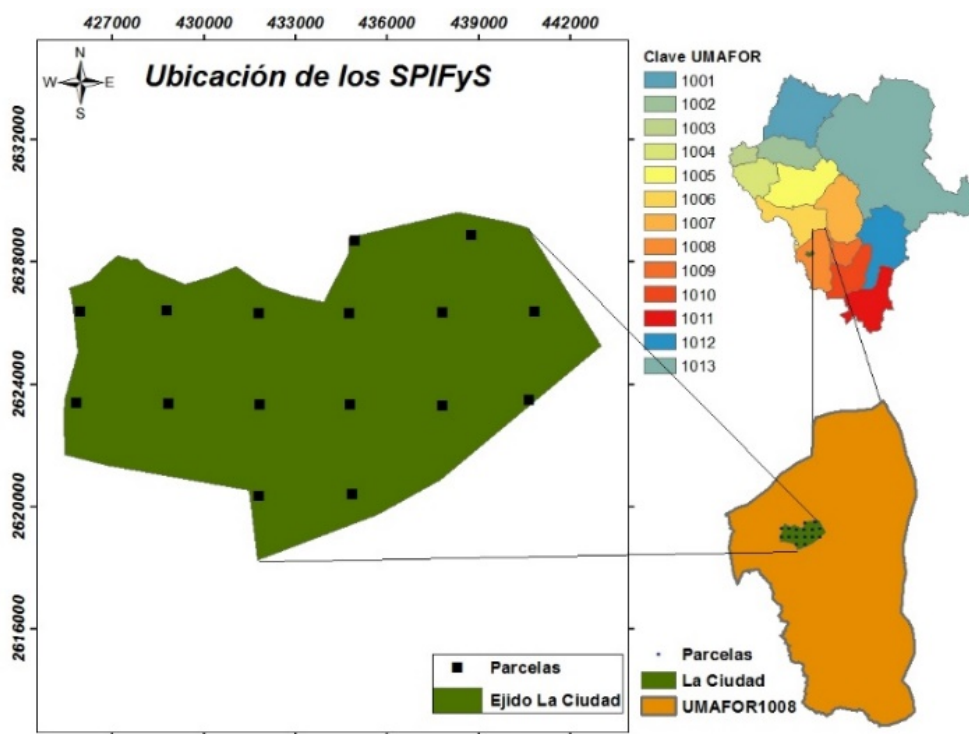 427000 430000 433000 436000 439000 442000
N
W E
S
Ubicación de los SPIFyS
2632000
2628000
2624000
2620000
2616000
Parcelas
Ejido La Ciudad
Clave UMAFOR
1001
1002
1003
1004
1005
1006
1007
1008
1009
1010
1011
1012
1013
Parcelas
La Ciudad
UMAFOR1008